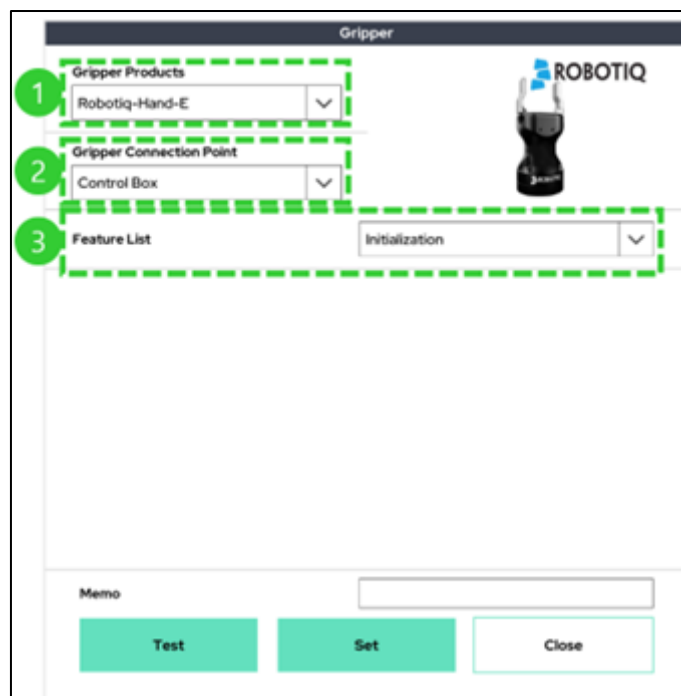 Gripper
Gripper Products
1
Robotiq-Hand-E
ROBOTIQ
Gripper Connection Point
2
Control Box
3
Feature List
Initialization
Memo
Test
Set
Close